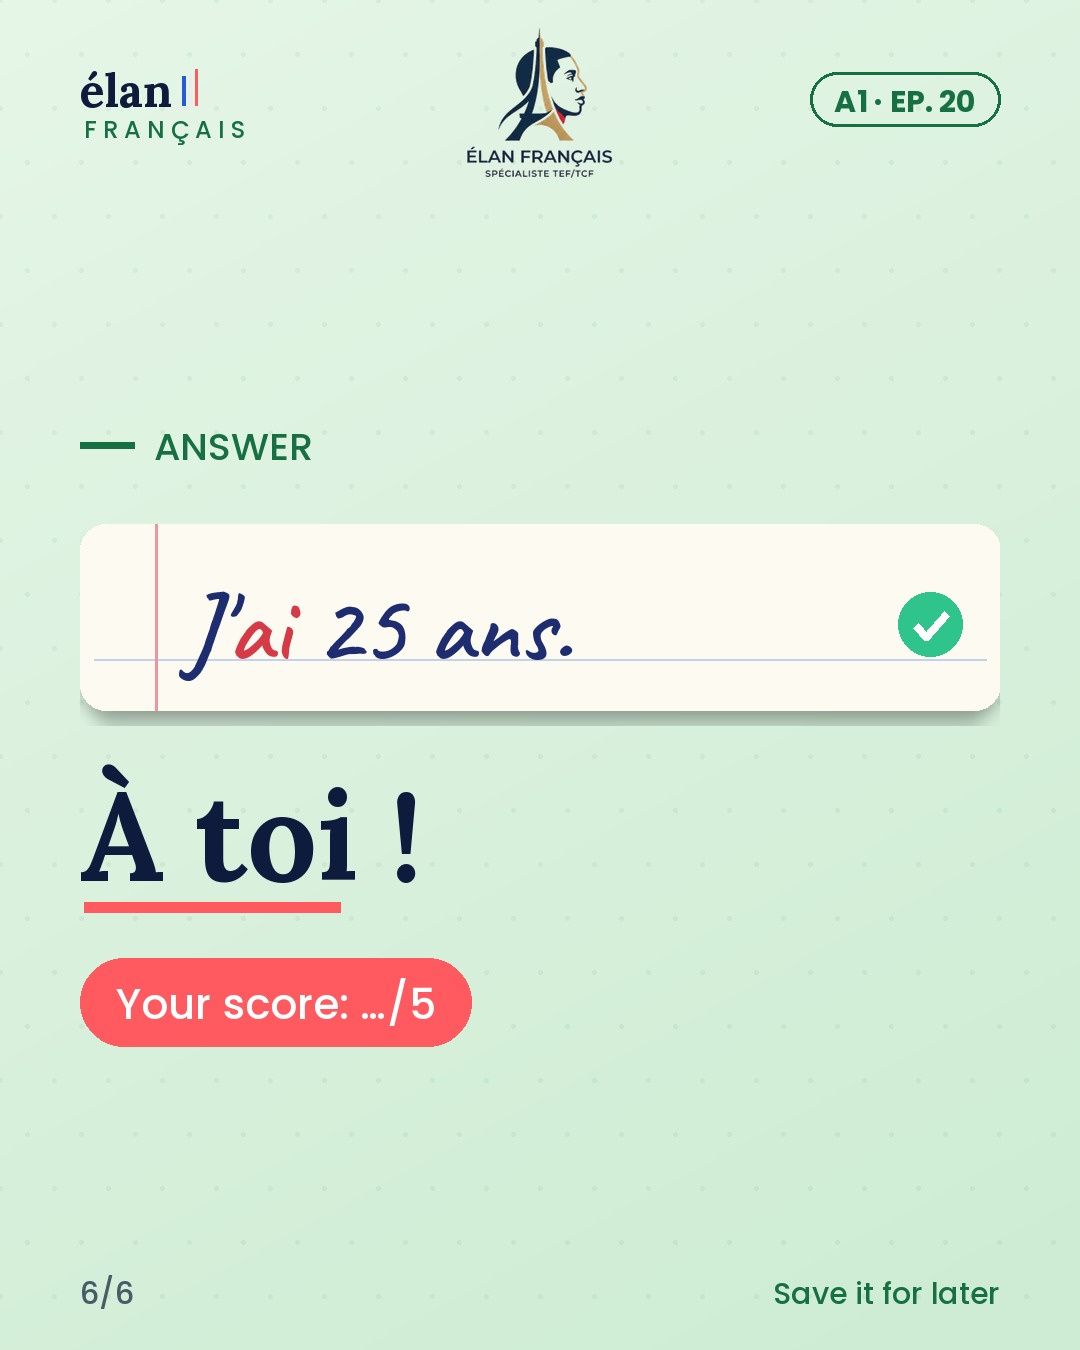 élan
FRANÇAIS
ÉLAN FRANÇAIS
SPÉCIALISTE TEF/TCF
A1 · EP. 20
ANSWER
J'ai 25 ans.
À toi !
Your score: .../5
6/6
Save it for later